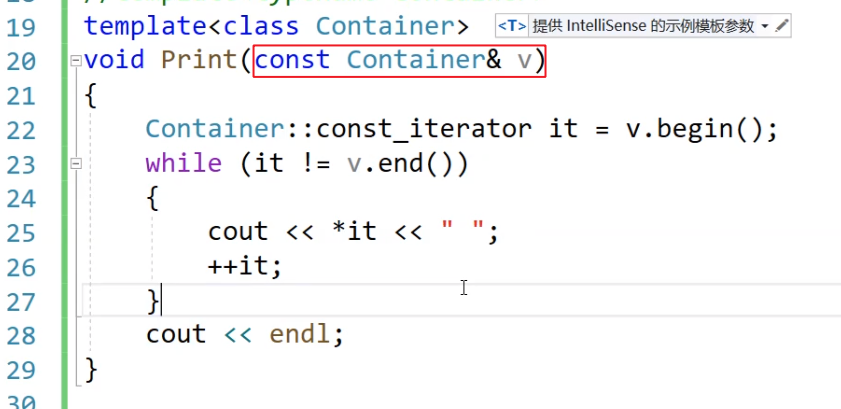 19 template<class Container> <T> 提供 IntelliSense 的示例模板参数
20 void Print(const Container& v)
21 {
22 Container::const_iterator it = v.begin();
23 while (it != v.end())
24 {
25 cout << *it << " ";
26 ++it;
27 }
28 cout << endl;
29 }
30